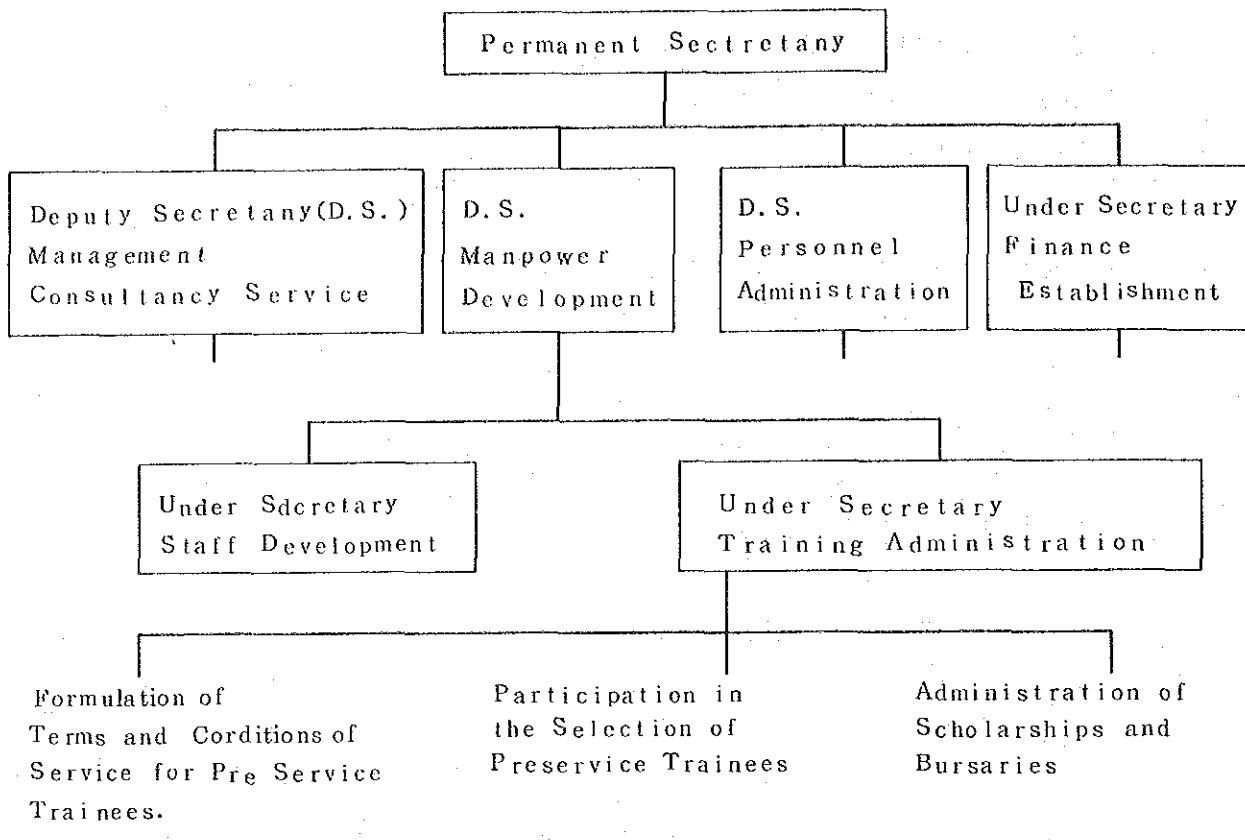 Permanent Sectretany
Deputy Secretany(D.S.)
Management
Consultancy Service
D.S.
Manpower
Development
D.S.
Personnel
Administration
Under Secretary
Finance
Establishment
Under Sdcretary
Staff Development
Under Secretary
Training Administration
Formulation of
Terms and Corditions of
Service for Pre Service
Trainees.
Participation in
the Selection of
Preservice Trainees
Administration of
Scholarships and
Bursaries